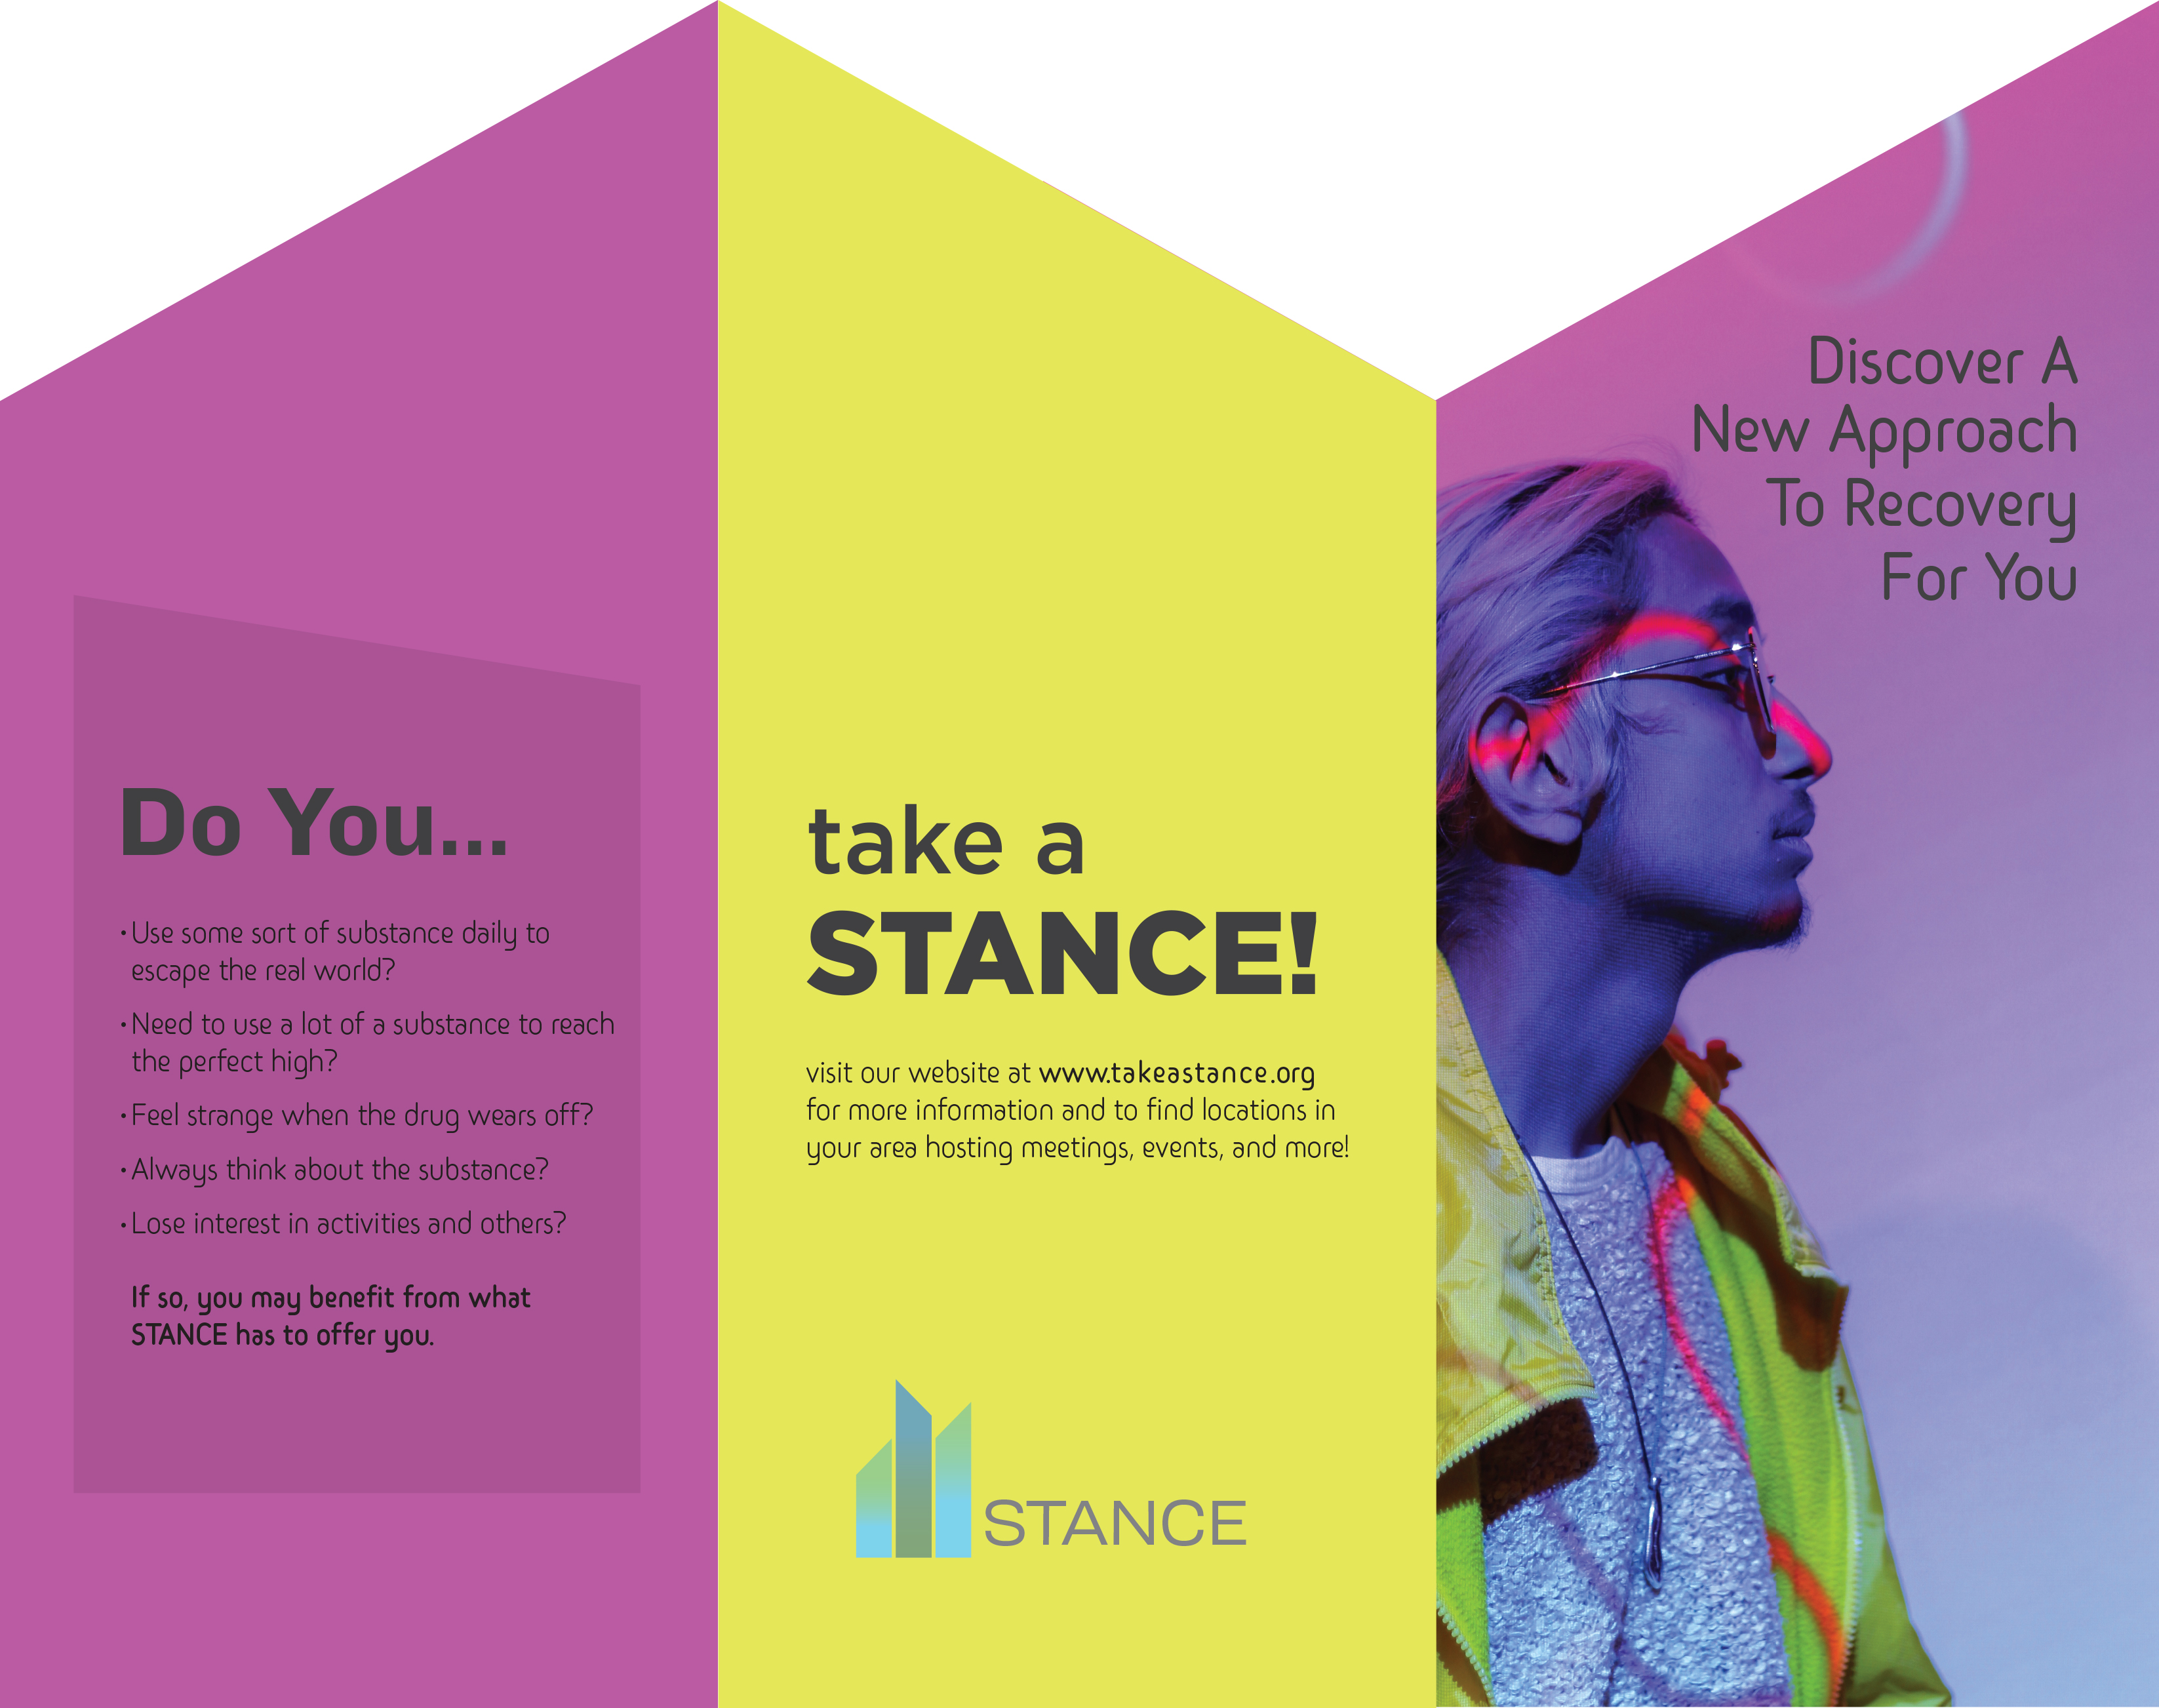 Do You...
• Use some sort of substance daily to
escape the real world?
• Need to use a lot of a substance to reach
the perfect high?
• Feel strange when the drug wears off?
• Always think about the substance?
• Lose interest in activities and others?
If so, you may benefit from what
STANCE has to offer you.
take a
STANCE!
visit our website at www.takeastance.org
for more information and to find locations in
your area hosting meetings, events, and more!
STANCE
Discover A
New Approach
To Recovery
For You